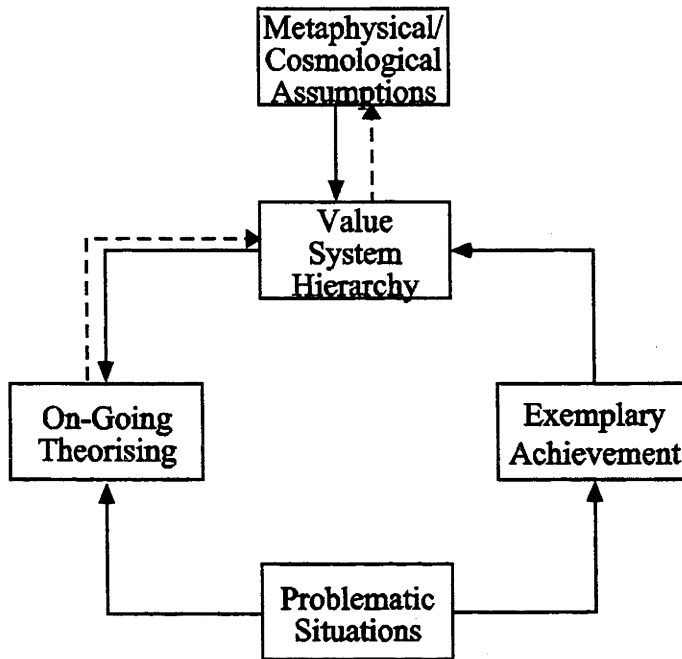 Metaphysical/
Cosmological
Assumptions
Value
System
Hierarchy
On-Going
Theorising
Exemplary
Achievement
Problematic
Situations